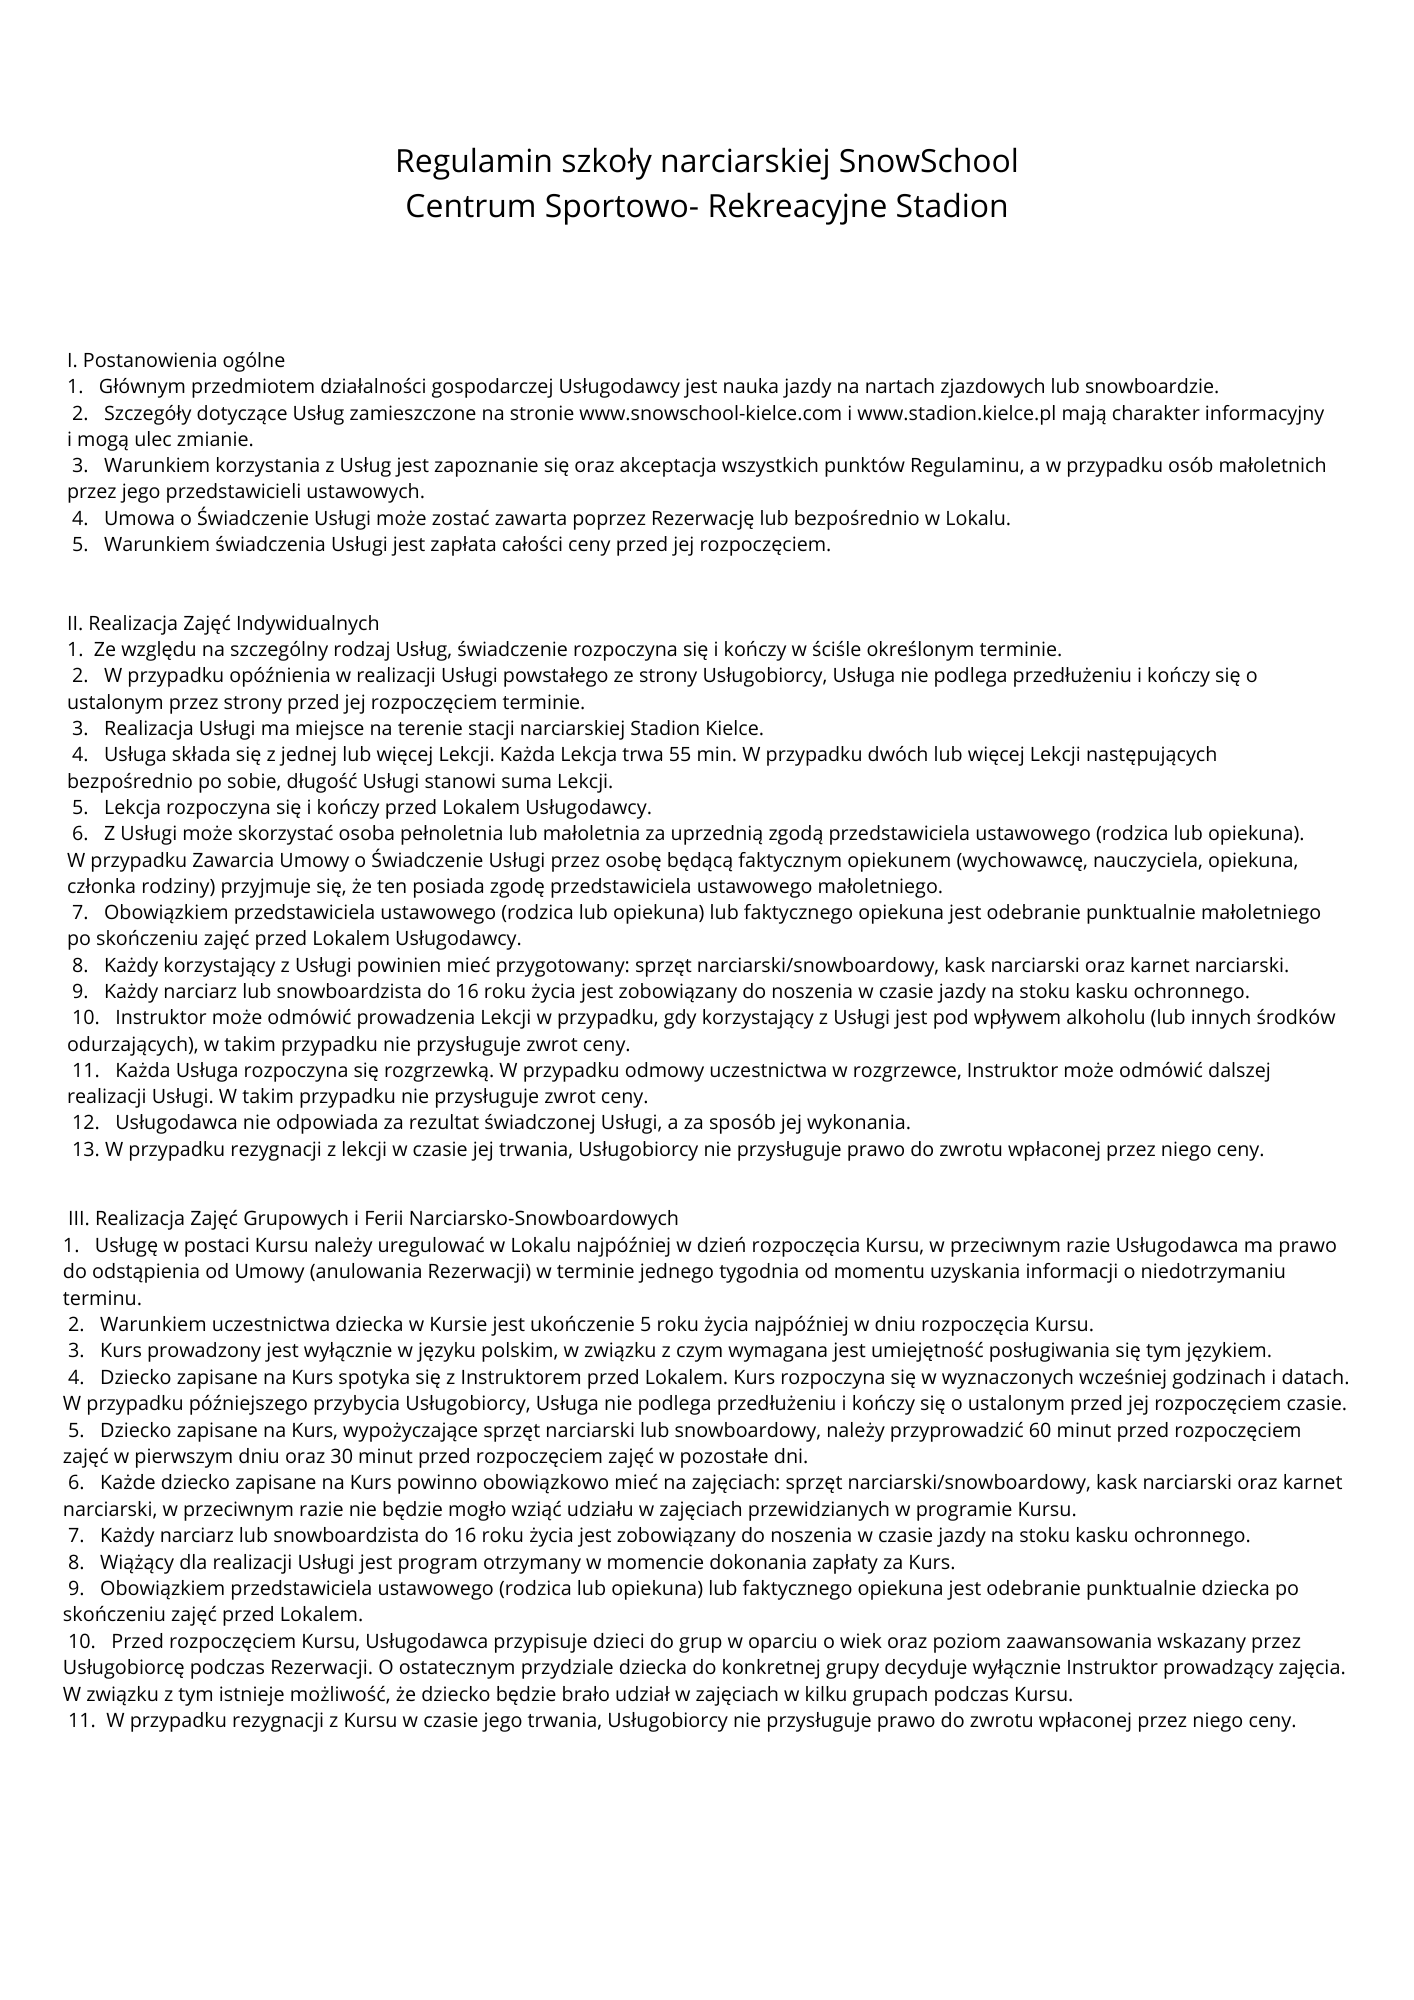 Regulamin szkoły narciarskiej SnowSchool
Centrum Sportowo- Rekreacyjne Stadion
I. Postanowienia ogólne
1. Głównym przedmiotem działalności gospodarczej Usługodawcy jest nauka jazdy na nartach zjazdowych lub snowboardzie.
2. Szczegóły dotyczące Usług zamieszczone na stronie www.snowschool-kielce.com i www.stadion.kielce.pl mają charakter informacyjny
i mogą ulec zmianie.
3. Warunkiem korzystania z Usług jest zapoznanie się oraz akceptacja wszystkich punktów Regulaminu, a w przypadku osób małoletnich
przez jego przedstawicieli ustawowych.
4. Umowa o Świadczenie Usługi może zostać zawarta poprzez Rezerwację lub bezpośrednio w Lokalu.
5. Warunkiem świadczenia Usługi jest zapłata całości ceny przed jej rozpoczęciem.
II. Realizacja Zajęć Indywidualnych
1. Ze względu na szczególny rodzaj Usług, świadczenie rozpoczyna się i kończy w ściśle określonym terminie.
2. W przypadku opóźnienia w realizacji Usługi powstałego ze strony Usługobiorcy, Usługa nie podlega przedłużeniu i kończy się o
ustalonym przez strony przed jej rozpoczęciem terminie.
3. Realizacja Usługi ma miejsce na terenie stacji narciarskiej Stadion Kielce.
4. Usługa składa się z jednej lub więcej Lekcji. Każda Lekcja trwa 55 min. W przypadku dwóch lub więcej Lekcji następujących
bezpośrednio po sobie, długość Usługi stanowi suma Lekcji.
5. Lekcja rozpoczyna się i kończy przed Lokalem Usługodawcy.
6. Z Usługi może skorzystać osoba pełnoletnia lub małoletnia za uprzednią zgodą przedstawiciela ustawowego (rodzica lub opiekuna).
W przypadku Zawarcia Umowy o Świadczenie Usługi przez osobę będącą faktycznym opiekunem (wychowawcę, nauczyciela, opiekuna,
członka rodziny) przyjmuje się, że ten posiada zgodę przedstawiciela ustawowego małoletniego.
7. Obowiązkiem przedstawiciela ustawowego (rodzica lub opiekuna) lub faktycznego opiekuna jest odebranie punktualnie małoletniego
po skończeniu zajęć przed Lokalem Usługodawcy.
8. Każdy korzystający z Usługi powinien mieć przygotowany: sprzęt narciarski/snowboardowy, kask narciarski oraz karnet narciarski.
9. Każdy narciarz lub snowboardzista do 16 roku życia jest zobowiązany do noszenia w czasie jazdy na stoku kasku ochronnego.
10. Instruktor może odmówić prowadzenia Lekcji w przypadku, gdy korzystający z Usługi jest pod wpływem alkoholu (lub innych środków
odurzających), w takim przypadku nie przysługuje zwrot ceny.
11. Każda Usługa rozpoczyna się rozgrzewką. W przypadku odmowy uczestnictwa w rozgrzewce, Instruktor może odmówić dalszej
realizacji Usługi. W takim przypadku nie przysługuje zwrot ceny.
12. Usługodawca nie odpowiada za rezultat świadczonej Usługi, a za sposób jej wykonania.
13. W przypadku rezygnacji z lekcji w czasie jej trwania, Usługobiorcy nie przysługuje prawo do zwrotu wpłaconej przez niego ceny.
III. Realizacja Zajęć Grupowych i Ferii Narciarsko-Snowboardowych
1. Usługę w postaci Kursu należy uregulować w Lokalu najpóźniej w dzień rozpoczęcia Kursu, w przeciwnym razie Usługodawca ma prawo
do odstąpienia od Umowy (anulowania Rezerwacji) w terminie jednego tygodnia od momentu uzyskania informacji o niedotrzymaniu
terminu.
2. Warunkiem uczestnictwa dziecka w Kursie jest ukończenie 5 roku życia najpóźniej w dniu rozpoczęcia Kursu.
3. Kurs prowadzony jest wyłącznie w języku polskim, w związku z czym wymagana jest umiejętność posługiwania się tym językiem.
4. Dziecko zapisane na Kurs spotyka się z Instruktorem przed Lokalem. Kurs rozpoczyna się w wyznaczonych wcześniej godzinach i datach.
W przypadku późniejszego przybycia Usługobiorcy, Usługa nie podlega przedłużeniu i kończy się o ustalonym przed jej rozpoczęciem czasie.
5. Dziecko zapisane na Kurs, wypożyczające sprzęt narciarski lub snowboardowy, należy przyprowadzić 60 minut przed rozpoczęciem
zajęć w pierwszym dniu oraz 30 minut przed rozpoczęciem zajęć w pozostałe dni.
6. Każde dziecko zapisane na Kurs powinno obowiązkowo mieć na zajęciach: sprzęt narciarski/snowboardowy, kask narciarski oraz karnet
narciarski, w przeciwnym razie nie będzie mogło wziąć udziału w zajęciach przewidzianych w programie Kursu.
7. Każdy narciarz lub snowboardzista do 16 roku życia jest zobowiązany do noszenia w czasie jazdy na stoku kasku ochronnego.
8. Wiążący dla realizacji Usługi jest program otrzymany w momencie dokonania zapłaty za Kurs.
9. Obowiązkiem przedstawiciela ustawowego (rodzica lub opiekuna) lub faktycznego opiekuna jest odebranie punktualnie dziecka po
skończeniu zajęć przed Lokalem.
10. Przed rozpoczęciem Kursu, Usługodawca przypisuje dzieci do grup w oparciu o wiek oraz poziom zaawansowania wskazany przez
Usługobiorcę podczas Rezerwacji. O ostatecznym przydziale dziecka do konkretnej grupy decyduje wyłącznie Instruktor prowadzący zajęcia.
W związku z tym istnieje możliwość, że dziecko będzie brało udział w zajęciach w kilku grupach podczas Kursu.
11. W przypadku rezygnacji z Kursu w czasie jego trwania, Usługobiorcy nie przysługuje prawo do zwrotu wpłaconej przez niego ceny.